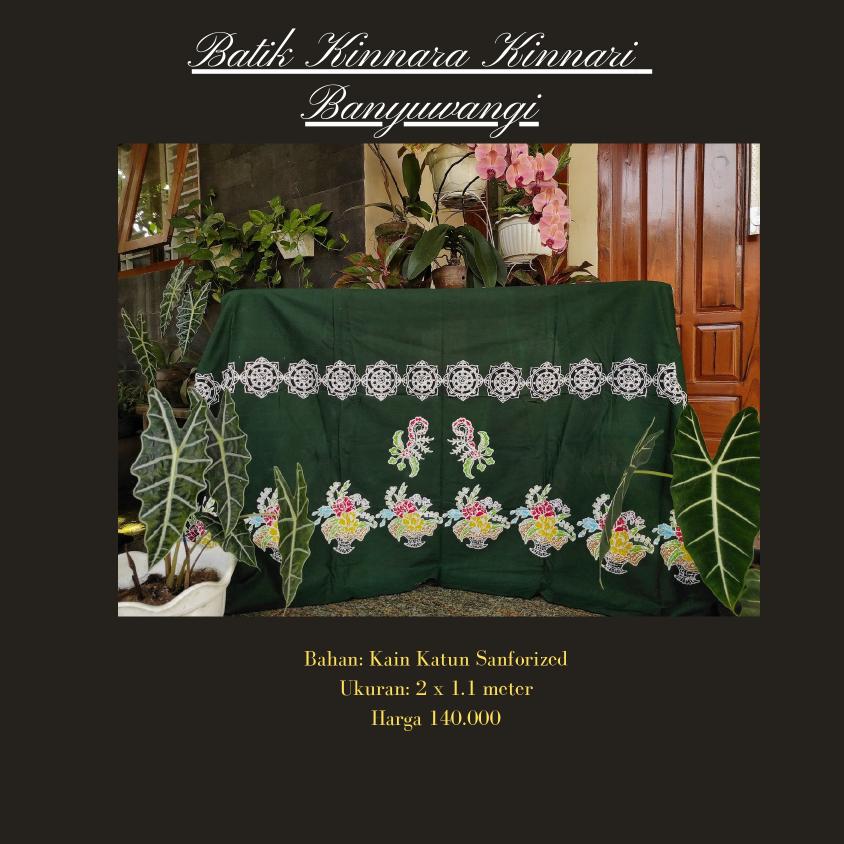 Batik Kinnara Kinnari
Banyuwangi
Bahan: Kain Katun Sanforized
Ukuran: 2 x 1.1 meter
Harga 140.000